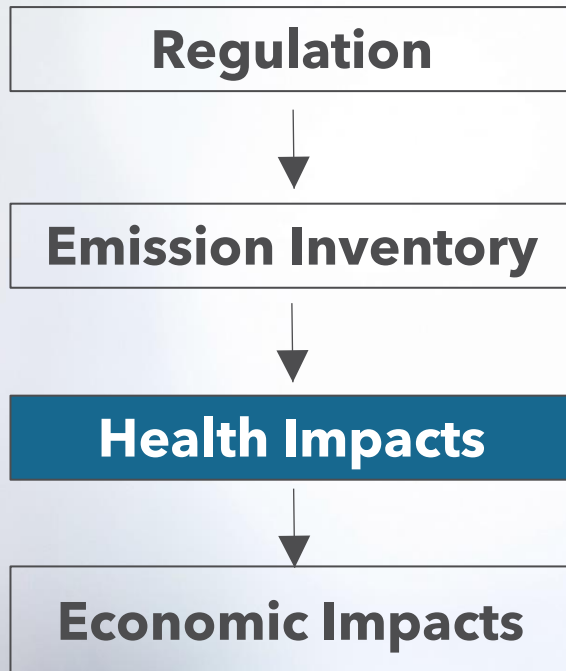 Regulation
Emission Inventory
Health Impacts
Economic Impacts